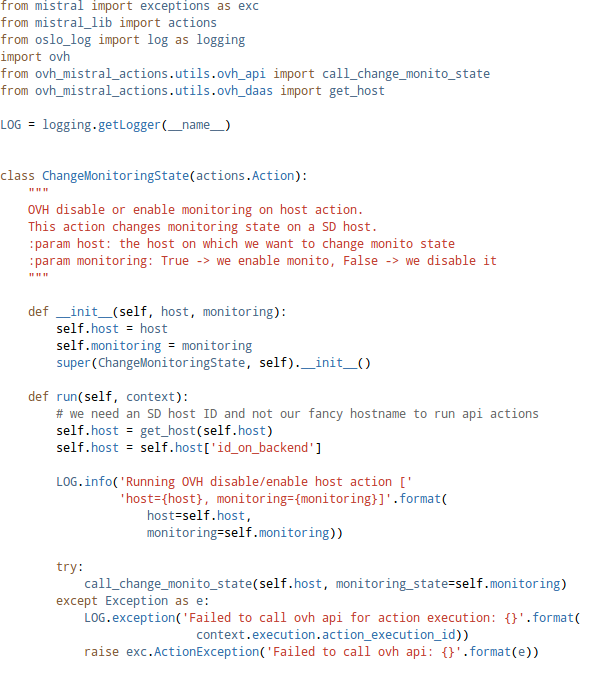 from mistral import exceptions as exc
from mistral_lib import actions
from oslo_log import log as logging
import ovh
from ovh_mistral_actions.utils.ovh_api import call_change_monito_state
from ovh_mistral_actions.utils.ovh_daas import get_host

LOG = logging.getLogger(__name__)


class ChangeMonitoringState(actions.Action):
    """
    OVH disable or enable monitoring on host action.
    This action changes monitoring state on a SD host.
    :param host: the host on which we want to change monito state
    :param monitoring: True -> we enable monito, False -> we disable it
    """

    def __init__(self, host, monitoring):
        self.host = host
        self.monitoring = monitoring
        super(ChangeMonitoringState, self).__init__()

    def run(self, context):
        # we need an SD host ID and not our fancy hostname to run api actions
        self.host = get_host(self.host)
        self.host = self.host['id_on_backend']

        LOG.info('Running OVH disable/enable host action ['
                 'host={host}, monitoring={monitoring}]'.format(
                     host=self.host,
                     monitoring=self.monitoring))

        try:
            call_change_monito_state(self.host, monitoring_state=self.monitoring)
        except Exception as e:
            LOG.exception('Failed to call ovh api for action execution: {}'.format(
                            context.execution.action_execution_id))
            raise exc.ActionException('Failed to call ovh api: {}'.format(e))